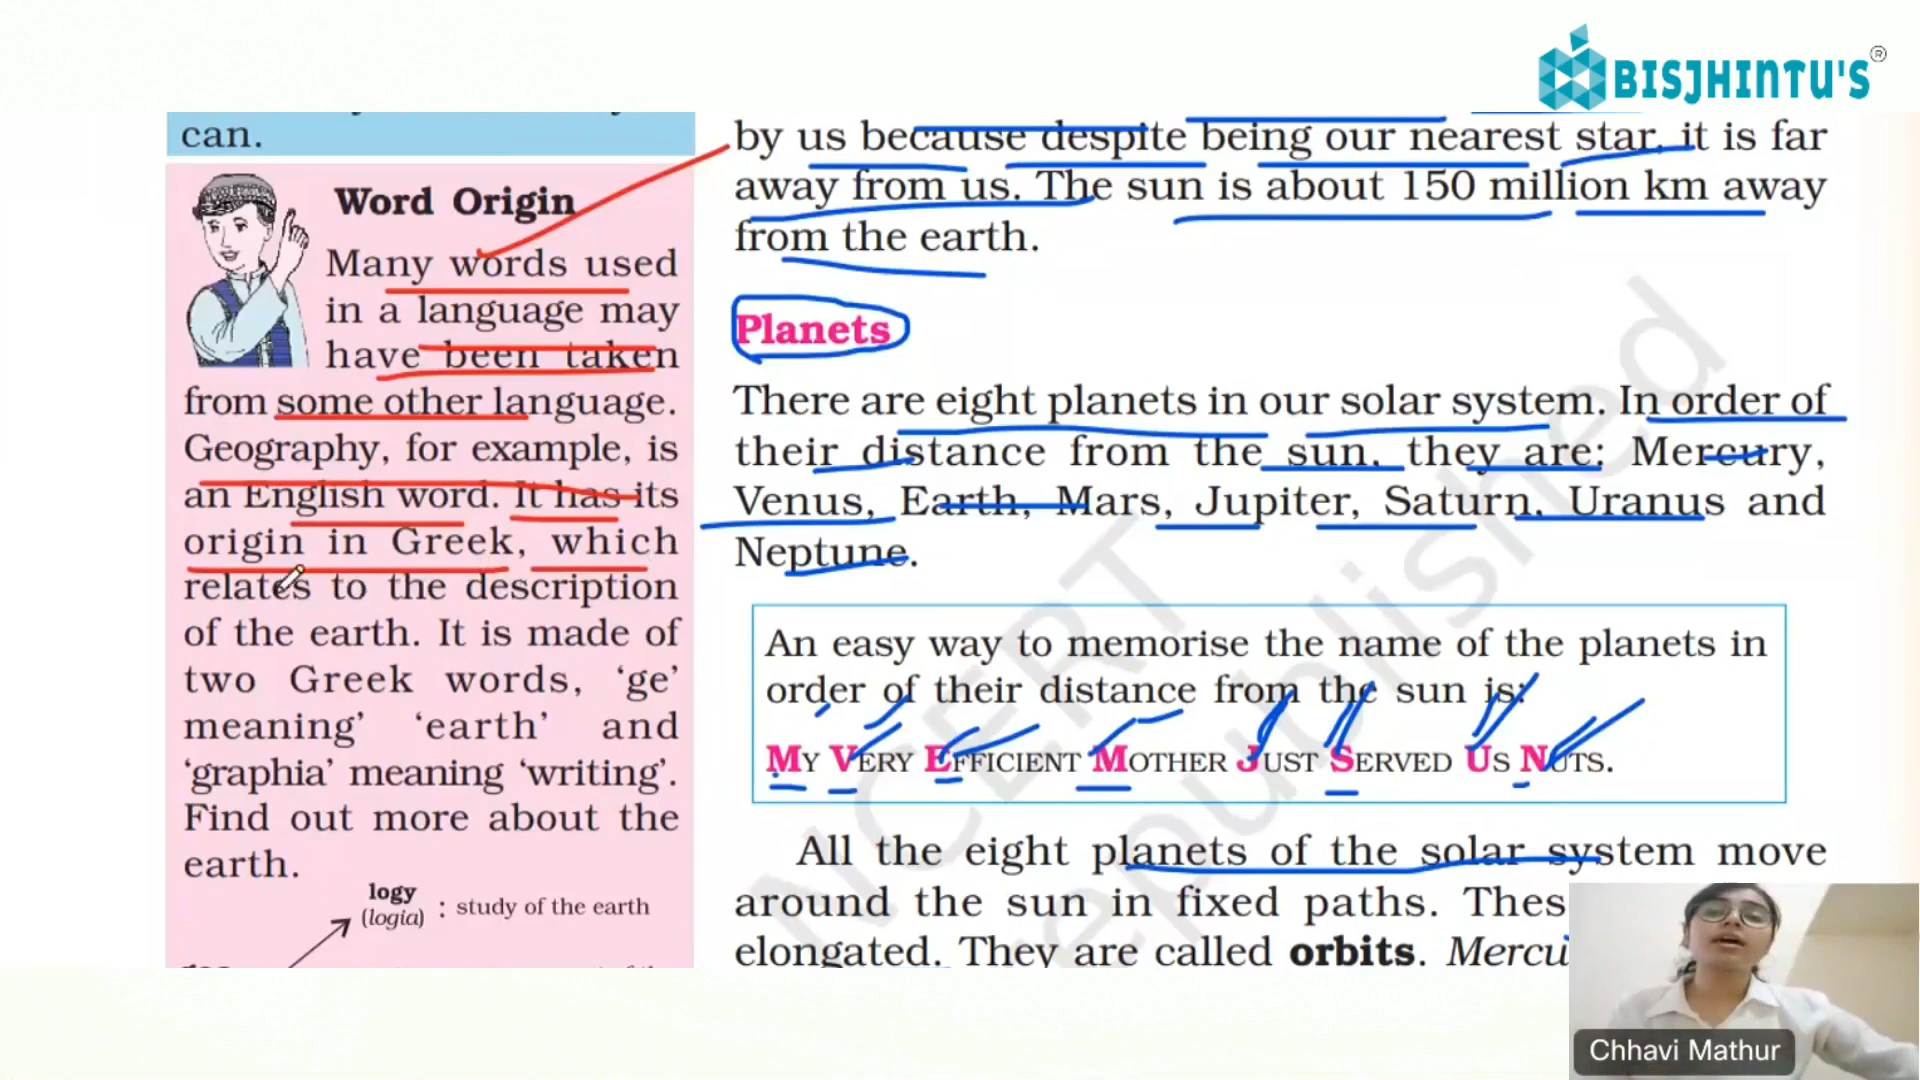 BISJHINTU'S®
can.
Word Origin
Many words used
in a language may
have been taken
from some other language.
Geography, for example, is
an English word. It has its
origin in Greek, which
relates to the description
of the earth. It is made of
two Greek words, ‘ge’
meaning’ ‘earth’ and
‘graphia’ meaning ‘writing’.
Find out more about the
earth.
logy
(logia) : study of the earth
by us because despite being our nearest star, it is far
away from us. The sun is about 150 million km away
from the earth.
Planets
There are eight planets in our solar system. In order of
their distance from the sun, they are: Mercury,
Venus, Earth, Mars, Jupiter, Saturn, Uranus and
Neptune.
An easy way to memorise the name of the planets in
order of their distance from the sun is:
MY VERY EFFICIENT MOTHER JUST SERVED US NUTS.
All the eight planets of the solar system move
around the sun in fixed paths. Thes
elongated. They are called orbits. Mercu
NCERT
republished
Chhavi Mathur